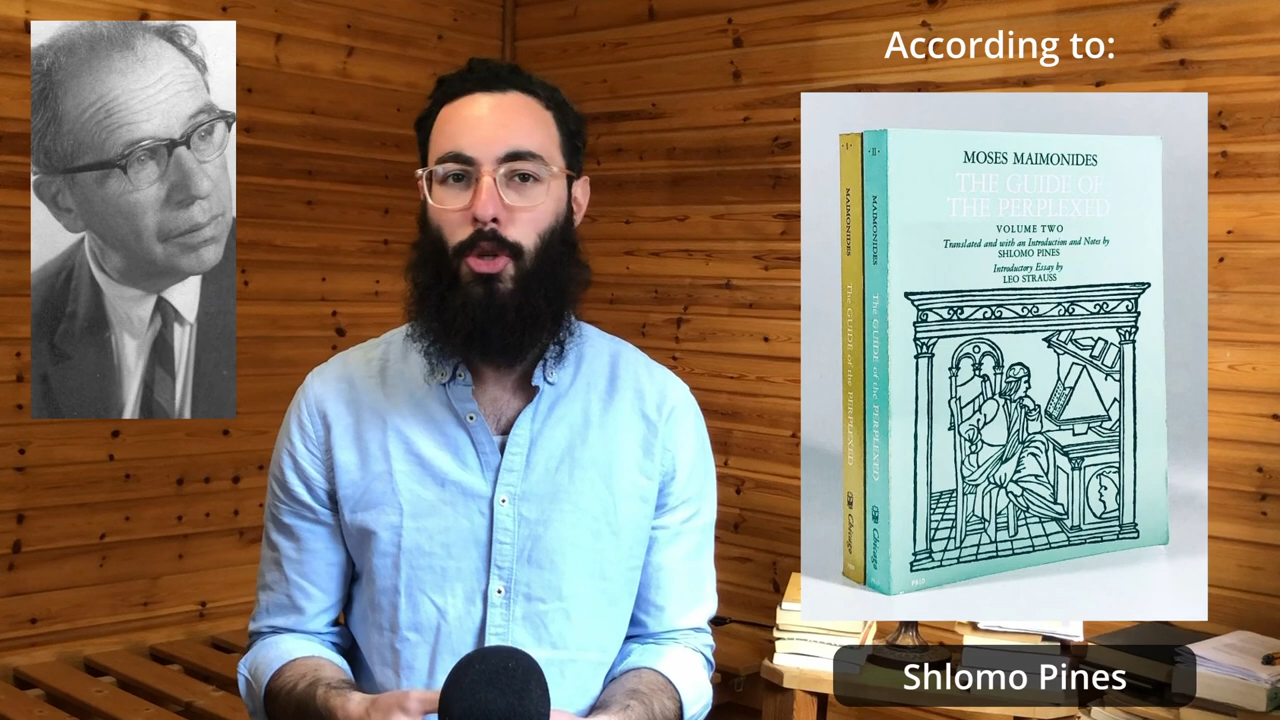 According to:
MOSES MAIMONIDES
THE GUIDE OF
THE PERPLEXED
VOLUME TWO
Translated and with an Introduction and Notes by
SHLOMO PINES
Introductory Essay by
LEO STRAUSS
· I ·
MAIMONIDES
The GUIDE of the PERPLEXED
Chicago
· II ·
MAIMONIDES
The GUIDE of the PERPLEXED
Chicago
Shlomo Pines